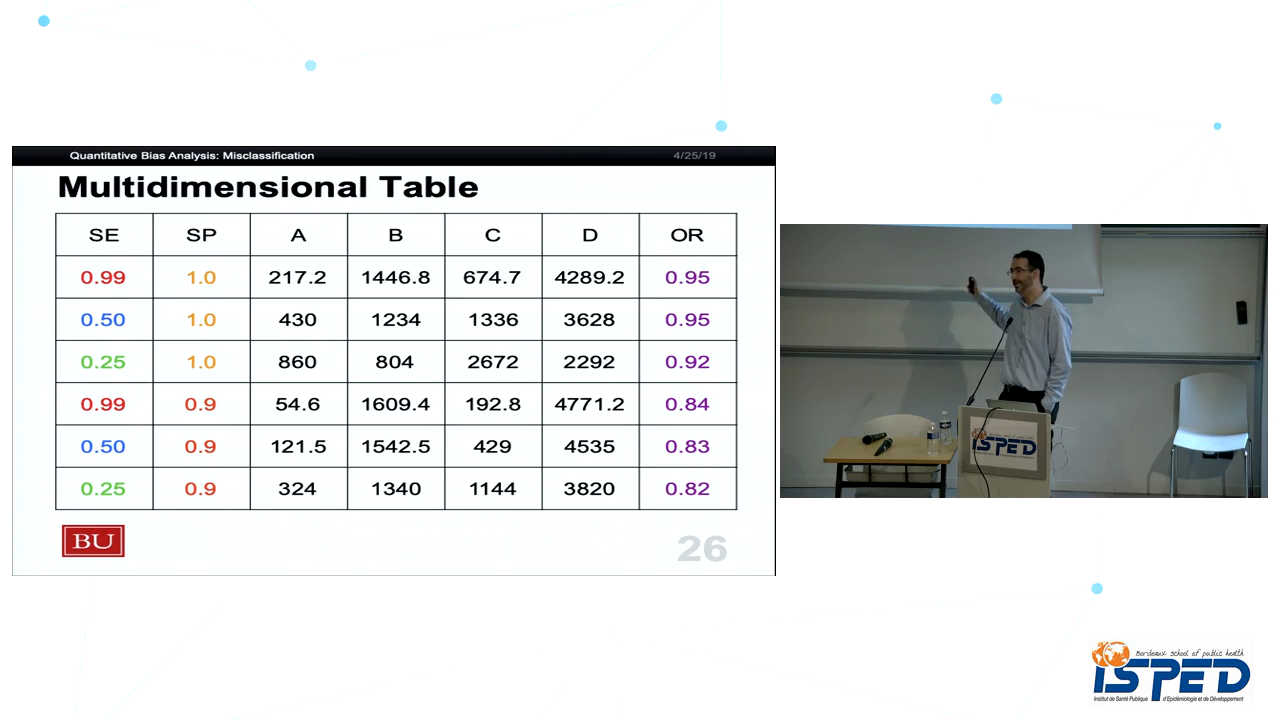 Quantitative Bias Analysis: Misclassification 4/25/19
Multidimensional Table
SE SP A B C D OR
0.99 1.0 217.2 1446.8 674.7 4289.2 0.95
0.50 1.0 430 1234 1336 3628 0.95
0.25 1.0 860 804 2672 2292 0.92
0.99 0.9 54.6 1609.4 192.8 4771.2 0.84
0.50 0.9 121.5 1542.5 429 4535 0.83
0.25 0.9 324 1340 1144 3820 0.82
BU
26
ISPED
Bordeaux school of public health
ISPED
Institut de Santé Publique d'Epidémiologie et de Développement